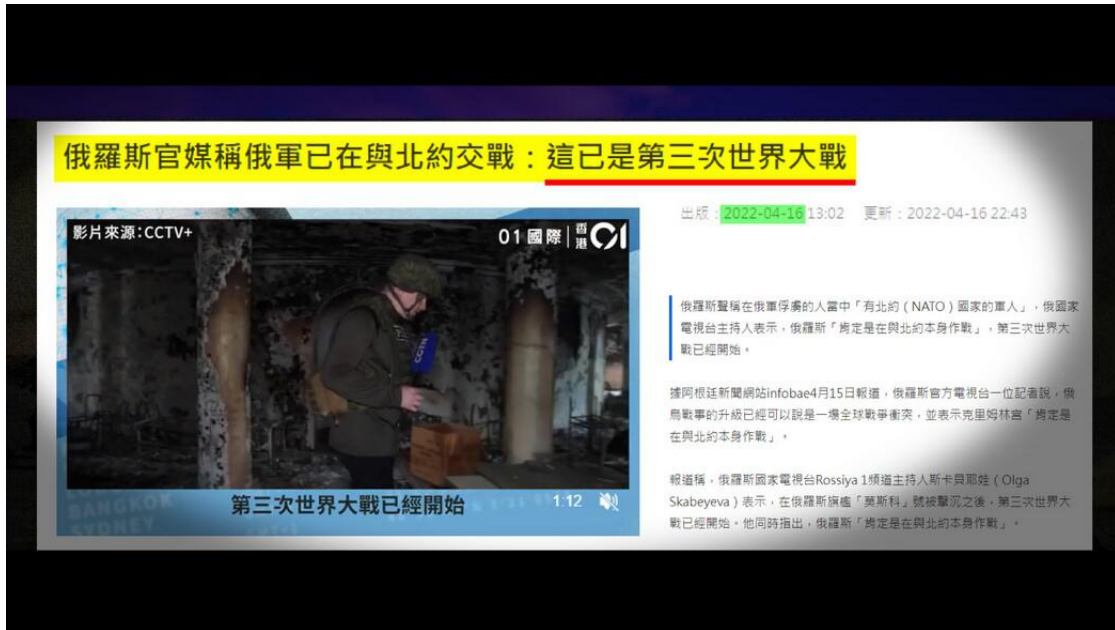 俄羅斯官媒稱俄軍已在與北約交戰：這已是第三次世界大戰
出版：2022-04-16 13:02 更新：2022-04-16 22:43
影片來源：CCTV+
01國際｜香港01
CGTN
第三次世界大戰已經開始
1:12
BANGKOK
SYDNEY
俄羅斯聲稱在俄軍俘虜的人當中「有北約（NATO）國家的軍人」，俄國家
電視台主持人表示，俄羅斯「肯定是在與北約本身作戰」，第三次世界大
戰已經開始。
據阿根廷新聞網站infobae4月15日報道，俄羅斯官方電視台一位記者說，俄
烏戰事的升級已經可以說是一場全球戰爭衝突，並表示克里姆林宮「肯定是
在與北約本身作戰」。
報道稱，俄羅斯國家電視台Rossiya 1頻道主持人斯卡貝耶娃（Olga
Skabeyeva）表示，在俄羅斯旗艦「莫斯科」號被擊沉之後，第三次世界大
戰已經開始。他同時指出，俄羅斯「肯定是在與北約本身作戰」。